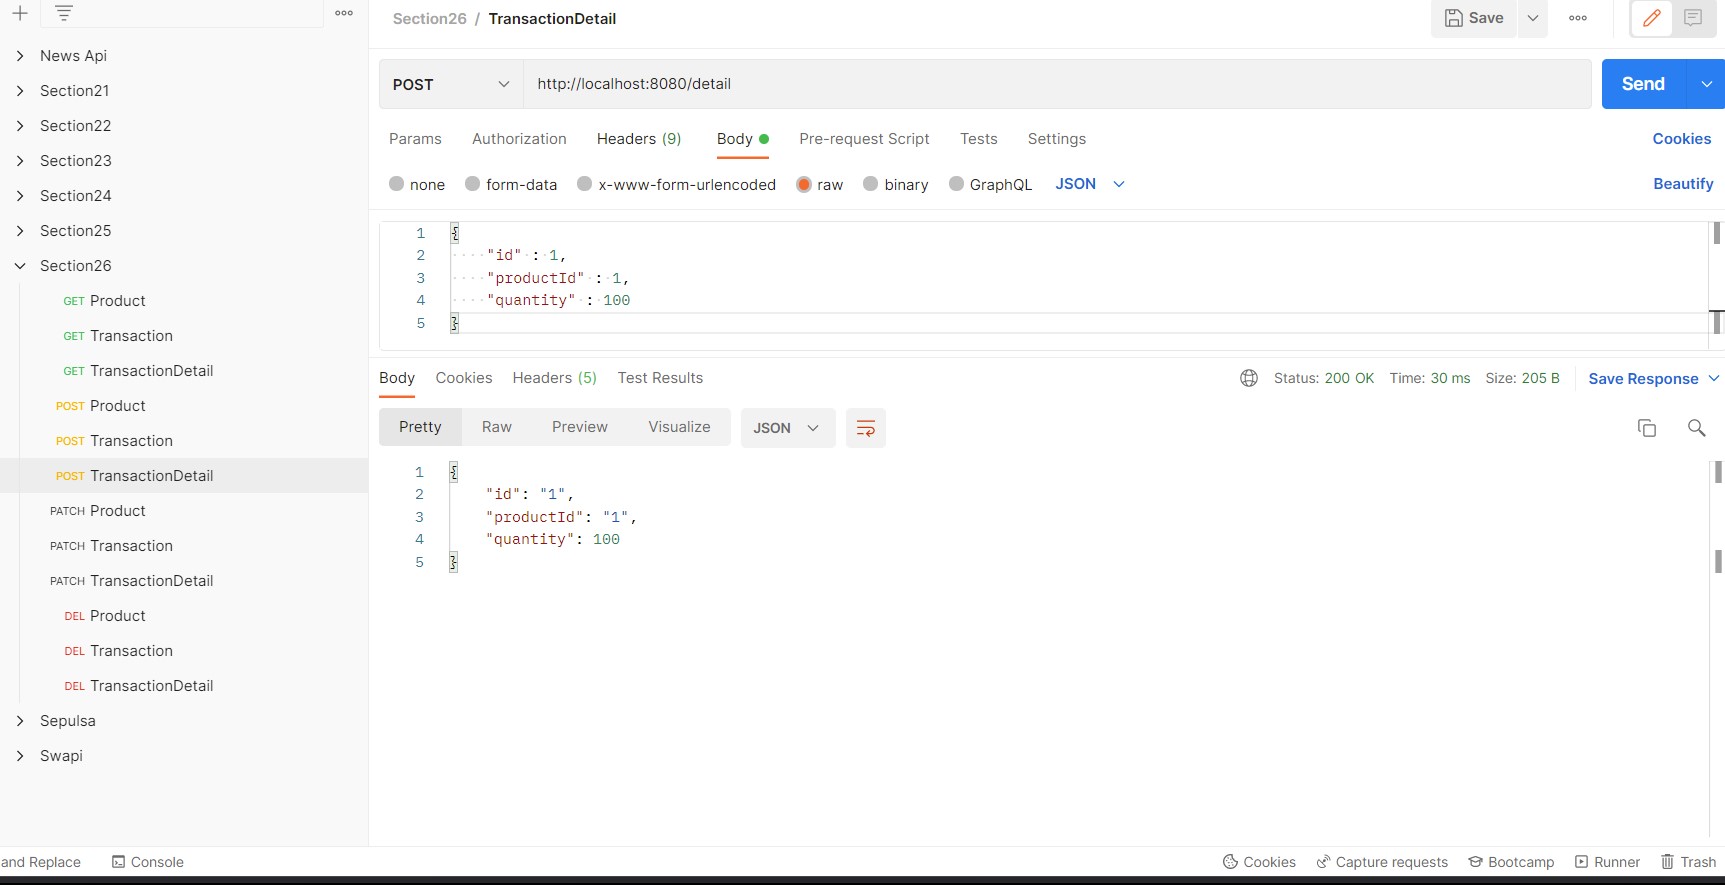 Section26 / TransactionDetail
Save
News Api
Section21
Section22
Section23
Section24
Section25
Section26
GET Product
GET Transaction
GET TransactionDetail
POST Product
POST Transaction
POST TransactionDetail
PATCH Product
PATCH Transaction
PATCH TransactionDetail
DEL Product
DEL Transaction
DEL TransactionDetail
Sepulsa
Swapi
POST http://localhost:8080/detail Send
Params Authorization Headers (9) Body Pre-request Script Tests Settings Cookies
none form-data x-www-form-urlencoded raw binary GraphQL JSON Beautify
1 {
2 "id" : 1,
3 "productId" : 1,
4 "quantity" : 100
5 }
Body Cookies Headers (5) Test Results Status: 200 OK Time: 30 ms Size: 205 B Save Response
Pretty Raw Preview Visualize JSON
1 {
2 "id": "1",
3 "productId": "1",
4 "quantity": 100
5 }
and Replace Console Cookies Capture requests Bootcamp Runner Trash